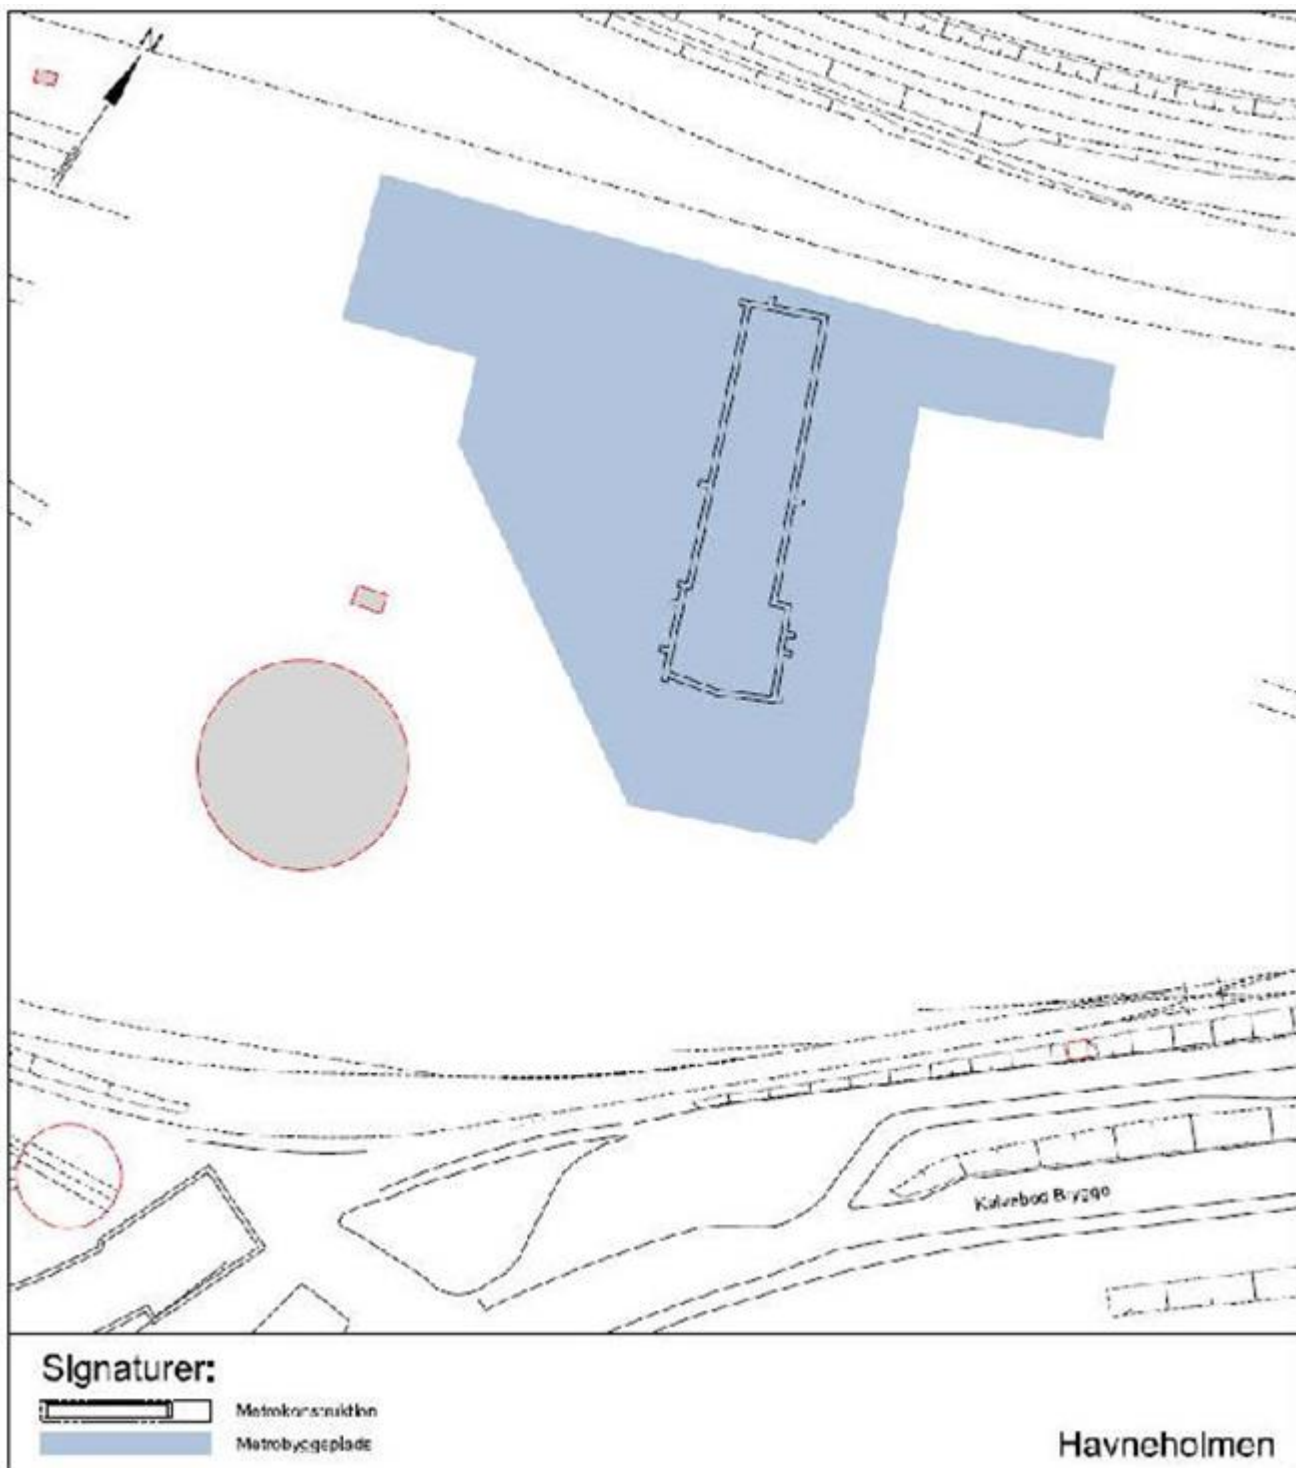 N
Kalvebod Brygge
Signaturer:
Metrokonstruktion
Metrobyggeplads
Havneholmen